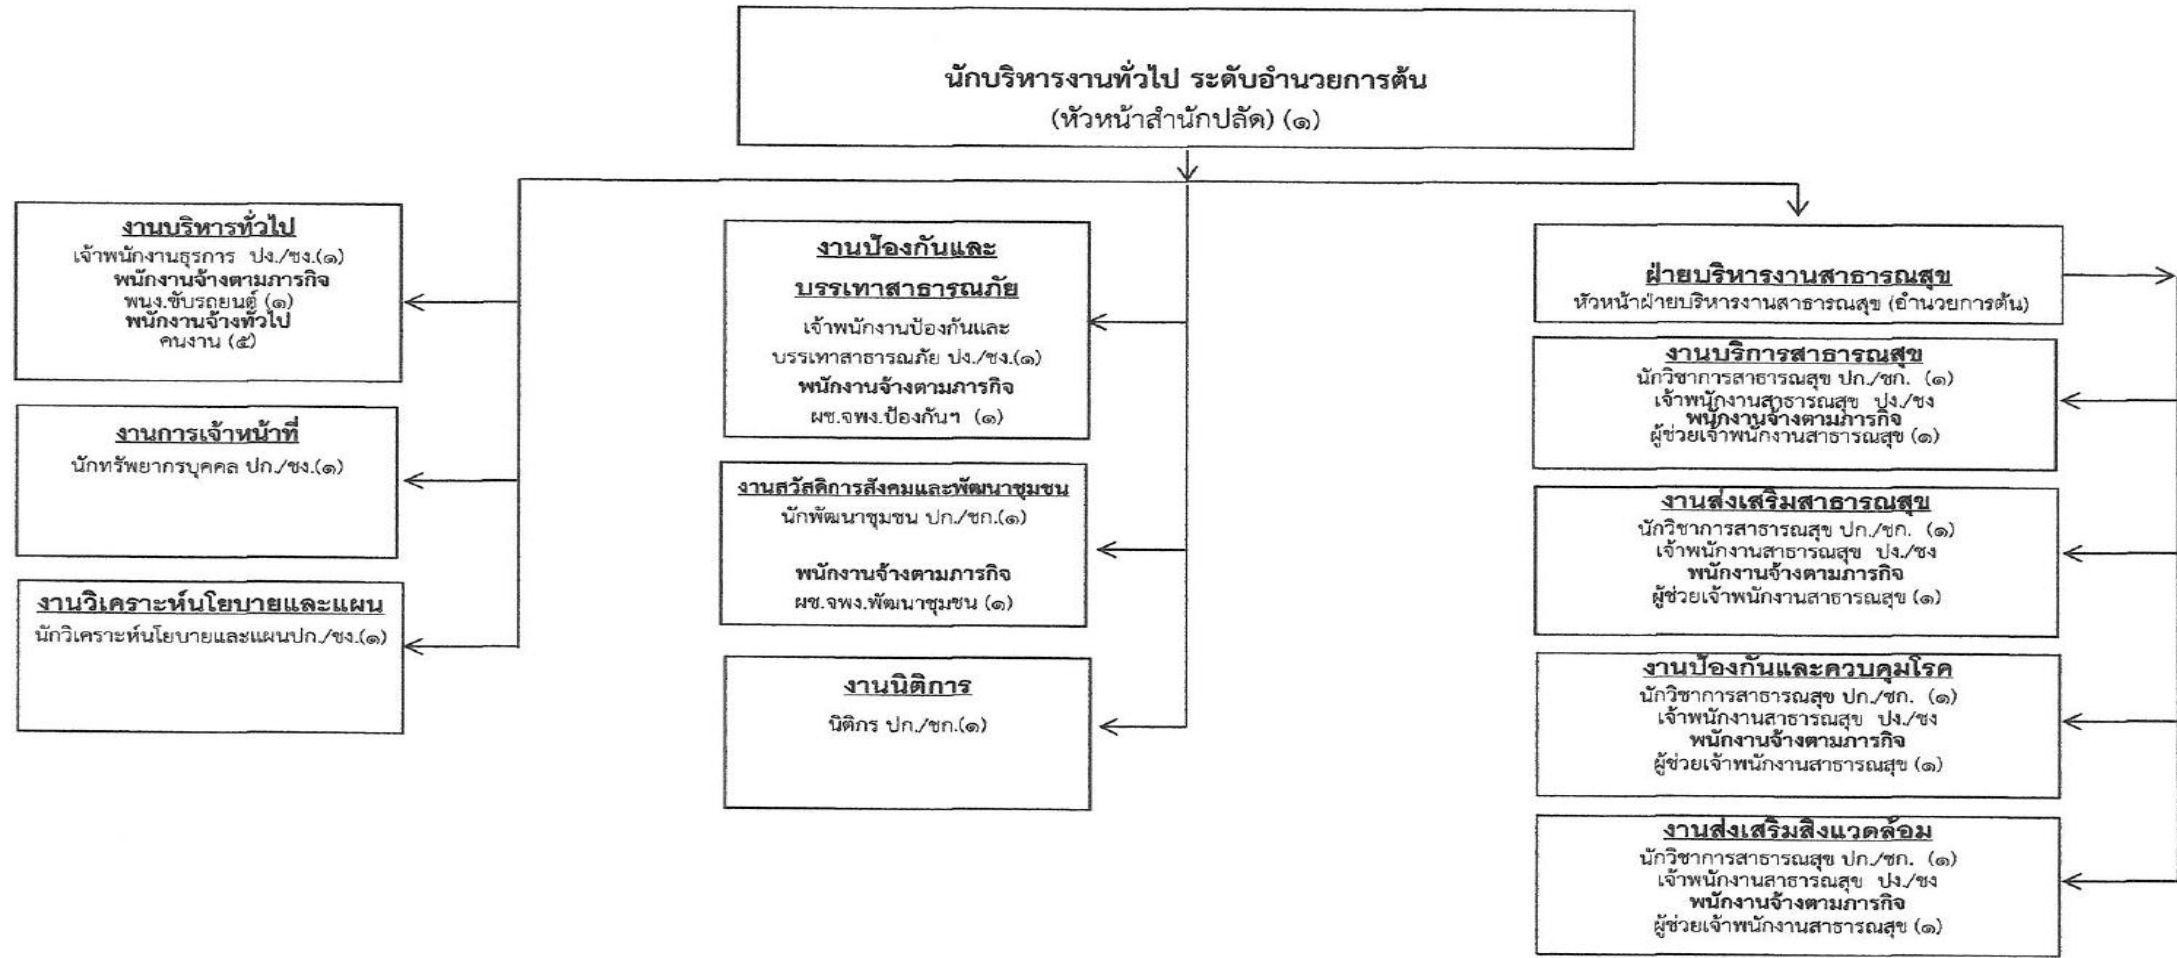 นักบริหารงานทั่วไป ระดับอำนวยการต้น
(หัวหน้าสำนักปลัด) (๑)
งานบริหารทั่วไป
เจ้าพนักงานธุรการ ปง./ชง.(๑)
พนักงานจ้างตามภารกิจ
พนง.ขับรถยนต์ (๑)
พนักงานจ้างทั่วไป
คนงาน (๕)
งานการเจ้าหน้าที่
นักทรัพยากรบุคคล ปก./ชง.(๑)
งานวิเคราะห์นโยบายและแผน
นักวิเคราะห์นโยบายและแผนปก./ชง.(๑)
งานป้องกันและ
บรรเทาสาธารณภัย
เจ้าพนักงานป้องกันและ
บรรเทาสาธารณภัย ปง./ชง.(๑)
พนักงานจ้างตามภารกิจ
ผช.จพง.ป้องกันฯ (๑)
งานสวัสดิการสังคมและพัฒนาชุมชน
นักพัฒนาชุมชน ปก./ชก.(๑)
พนักงานจ้างตามภารกิจ
ผช.จพง.พัฒนาชุมชน (๑)
งานนิติการ
นิติกร ปก./ชก.(๑)
ฝ่ายบริหารงานสาธารณสุข
หัวหน้าฝ่ายบริหารงานสาธารณสุข (อำนวยการต้น)
งานบริการสาธารณสุข
นักวิชาการสาธารณสุข ปก./ชก. (๑)
เจ้าพนักงานสาธารณสุข ปง./ชง
พนักงานจ้างตามภารกิจ
ผู้ช่วยเจ้าพนักงานสาธารณสุข (๑)
งานส่งเสริมสาธารณสุข
นักวิชาการสาธารณสุข ปก./ชก. (๑)
เจ้าพนักงานสาธารณสุข ปง./ชง
พนักงานจ้างตามภารกิจ
ผู้ช่วยเจ้าพนักงานสาธารณสุข (๑)
งานป้องกันและควบคุมโรค
นักวิชาการสาธารณสุข ปก./ชก. (๑)
เจ้าพนักงานสาธารณสุข ปง./ชง
พนักงานจ้างตามภารกิจ
ผู้ช่วยเจ้าพนักงานสาธารณสุข (๑)
งานส่งเสริมสิ่งแวดล้อม
นักวิชาการสาธารณสุข ปก./ชก. (๑)
เจ้าพนักงานสาธารณสุข ปง./ชง
พนักงานจ้างตามภารกิจ
ผู้ช่วยเจ้าพนักงานสาธารณสุข (๑)